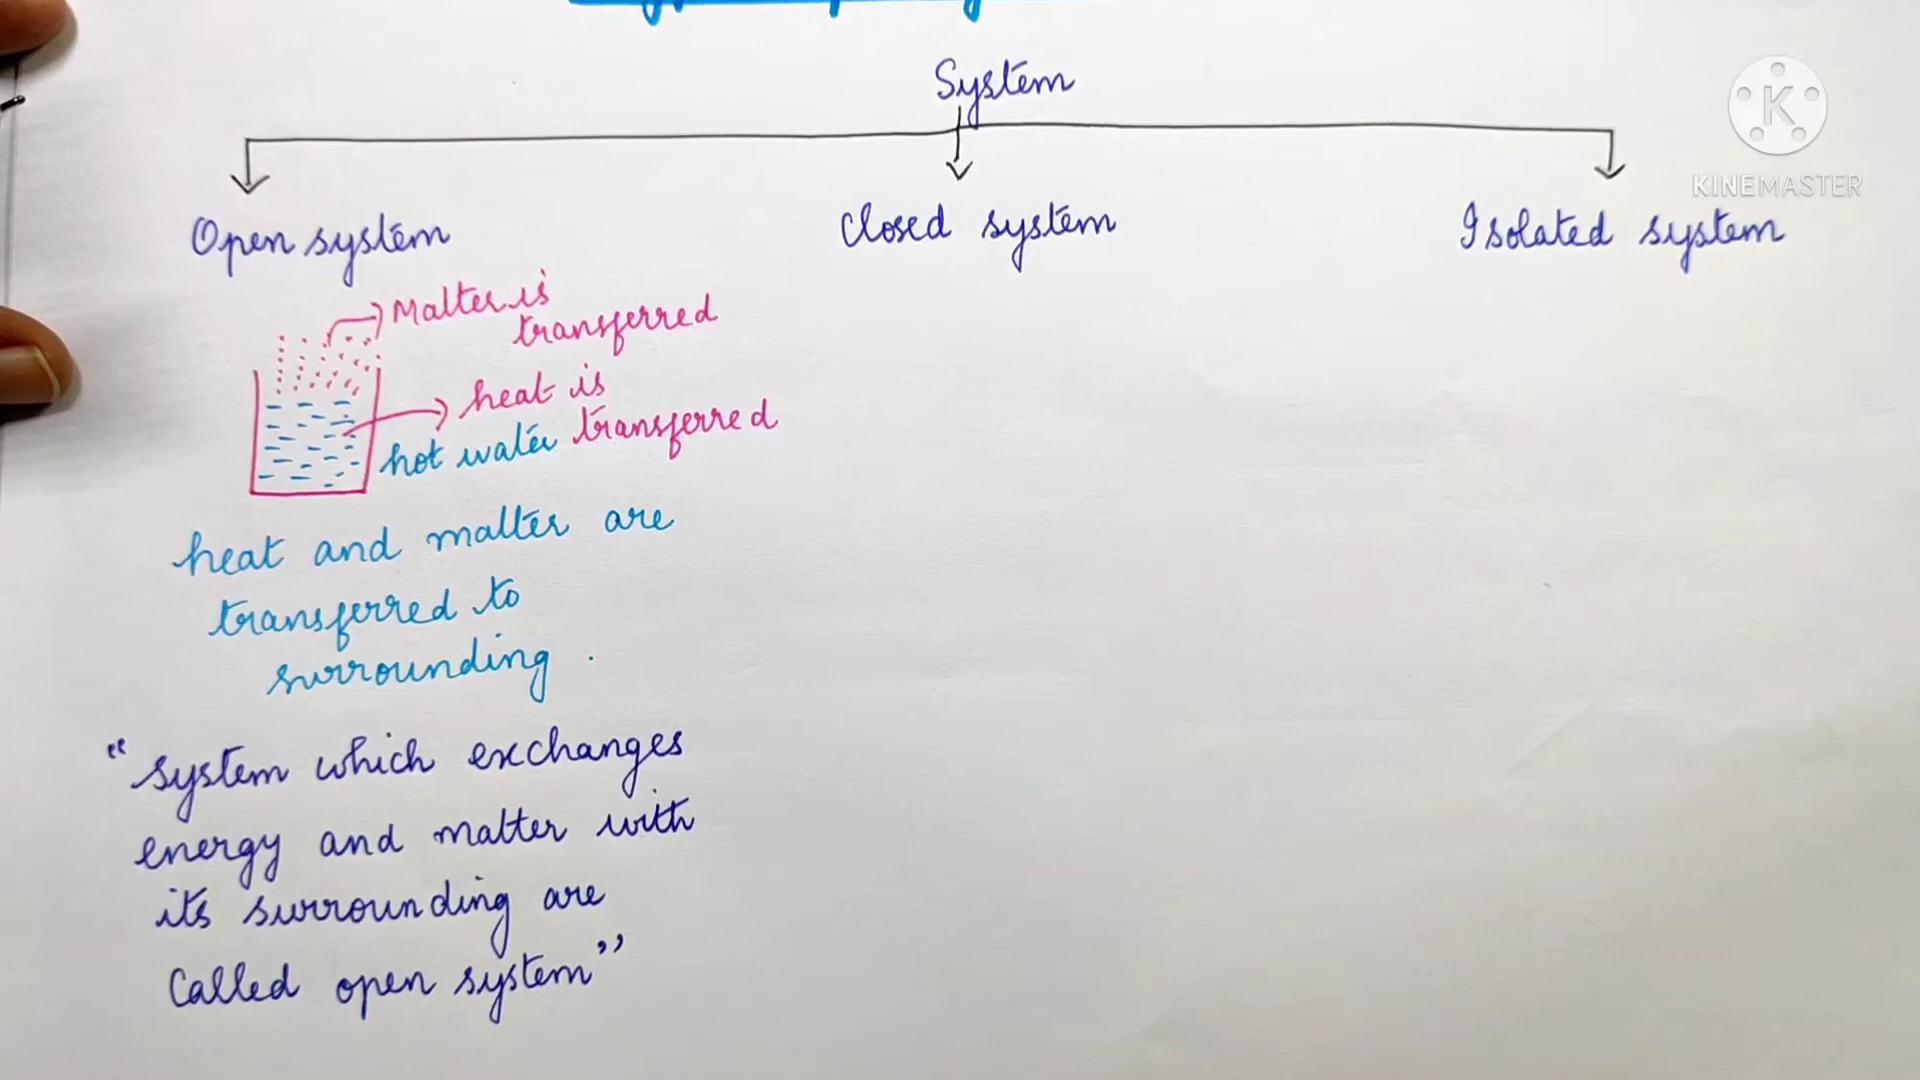 System
Open system
Closed system
Isolated system
Matter is
transferred
heat is
transferred
hot water
heat and matter are
transferred to
surrounding.
"System which exchanges
energy and matter with
its surrounding are
Called open system"
KINEMASTER